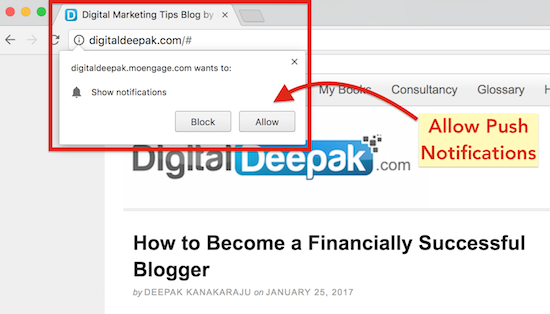 Digital Marketing Tips Blog by
digitaldeepak.com/#
digitaldeepak.moengage.com wants to:
Show notifications
Block
Allow
My Books
Consultancy
Glossary
Allow Push
Notifications
DigitalDeepak.com
How to Become a Financially Successful
Blogger
by DEEPAK KANAKARAJU on JANUARY 25, 2017